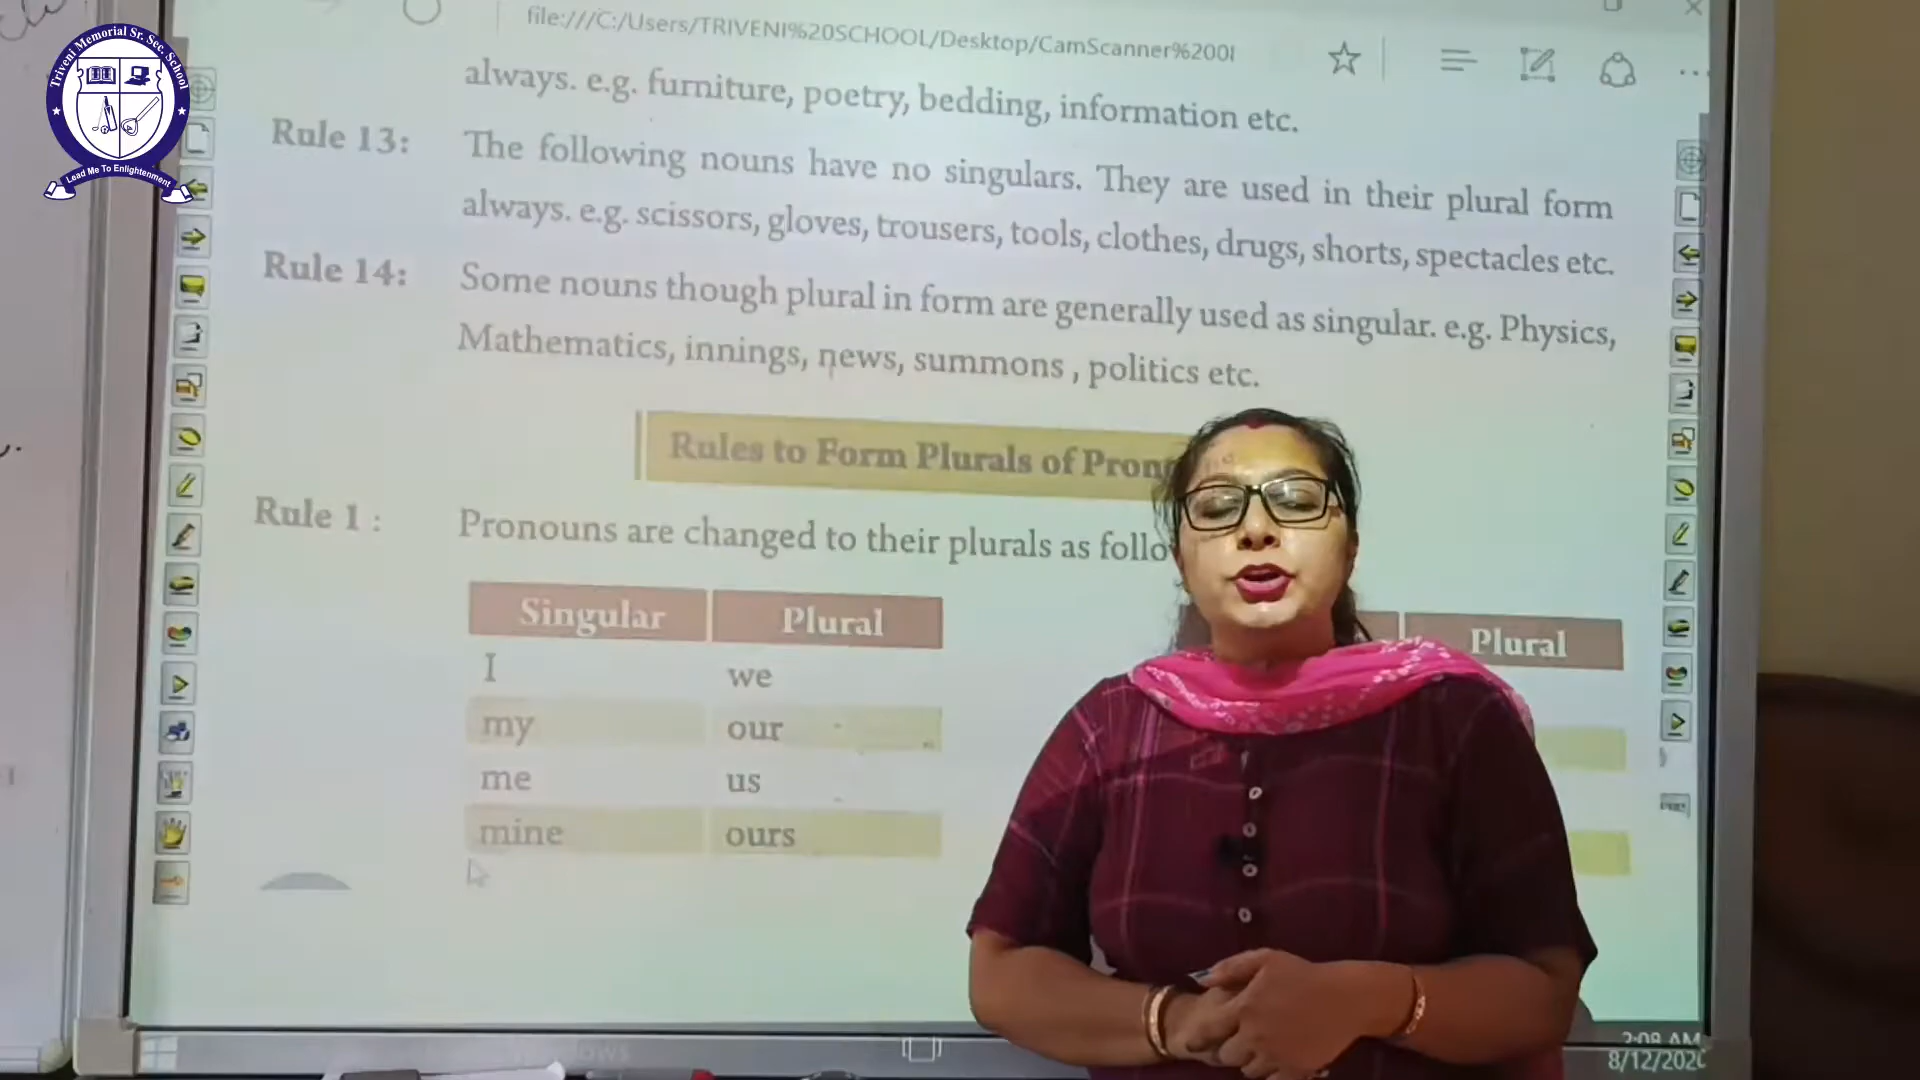 Triveni Memorial Sr. Sec. School
Lead Me To Enlightenment
file:///C:/Users/TRIVENI%20SCHOOL/Desktop/CamScanner%200
always. e.g. furniture, poetry, bedding, information etc.
Rule 13: The following nouns have no singulars. They are used in their plural form
always. e.g. scissors, gloves, trousers, tools, clothes, drugs, shorts, spectacles etc.
Rule 14: Some nouns though plural in form are generally used as singular. e.g. Physics,
Mathematics, innings, news, summons , politics etc.
Rules to Form Plurals of Pron
Rule 1 : Pronouns are changed to their plurals as follo
Singular Plural Plural
I we
my our
me us
mine ours
2:08 AM
8/12/202